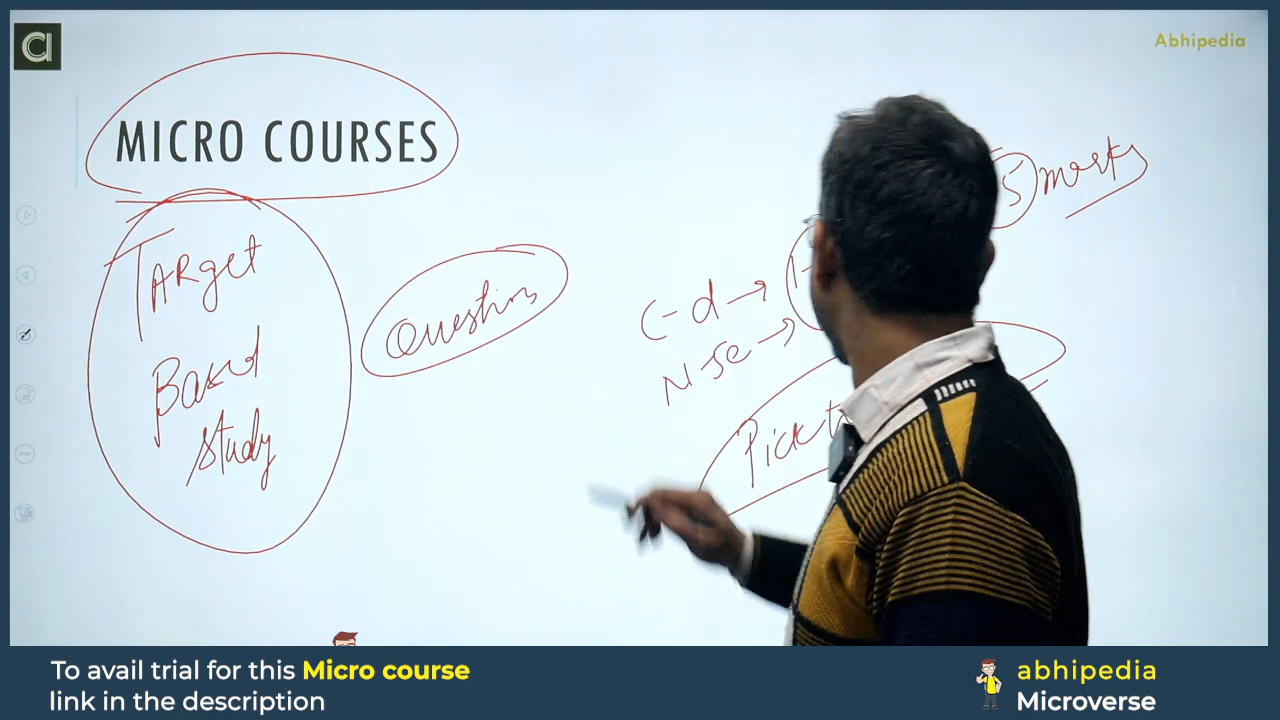 Abhipedia
MICRO COURSES
TARget
Based
study
Question
5 marks
C-d →
N-Se →
Pick
To avail trial for this Micro course
link in the description
abhipedia
Microverse